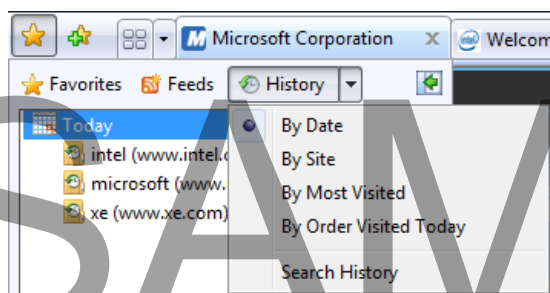 Microsoft Corporation
Welcom
Favorites
Feeds
History
Today
intel (www.intel.c
microsoft (www.
xe (www.xe.com)
By Date
By Site
By Most Visited
By Order Visited Today
Search History
SAM